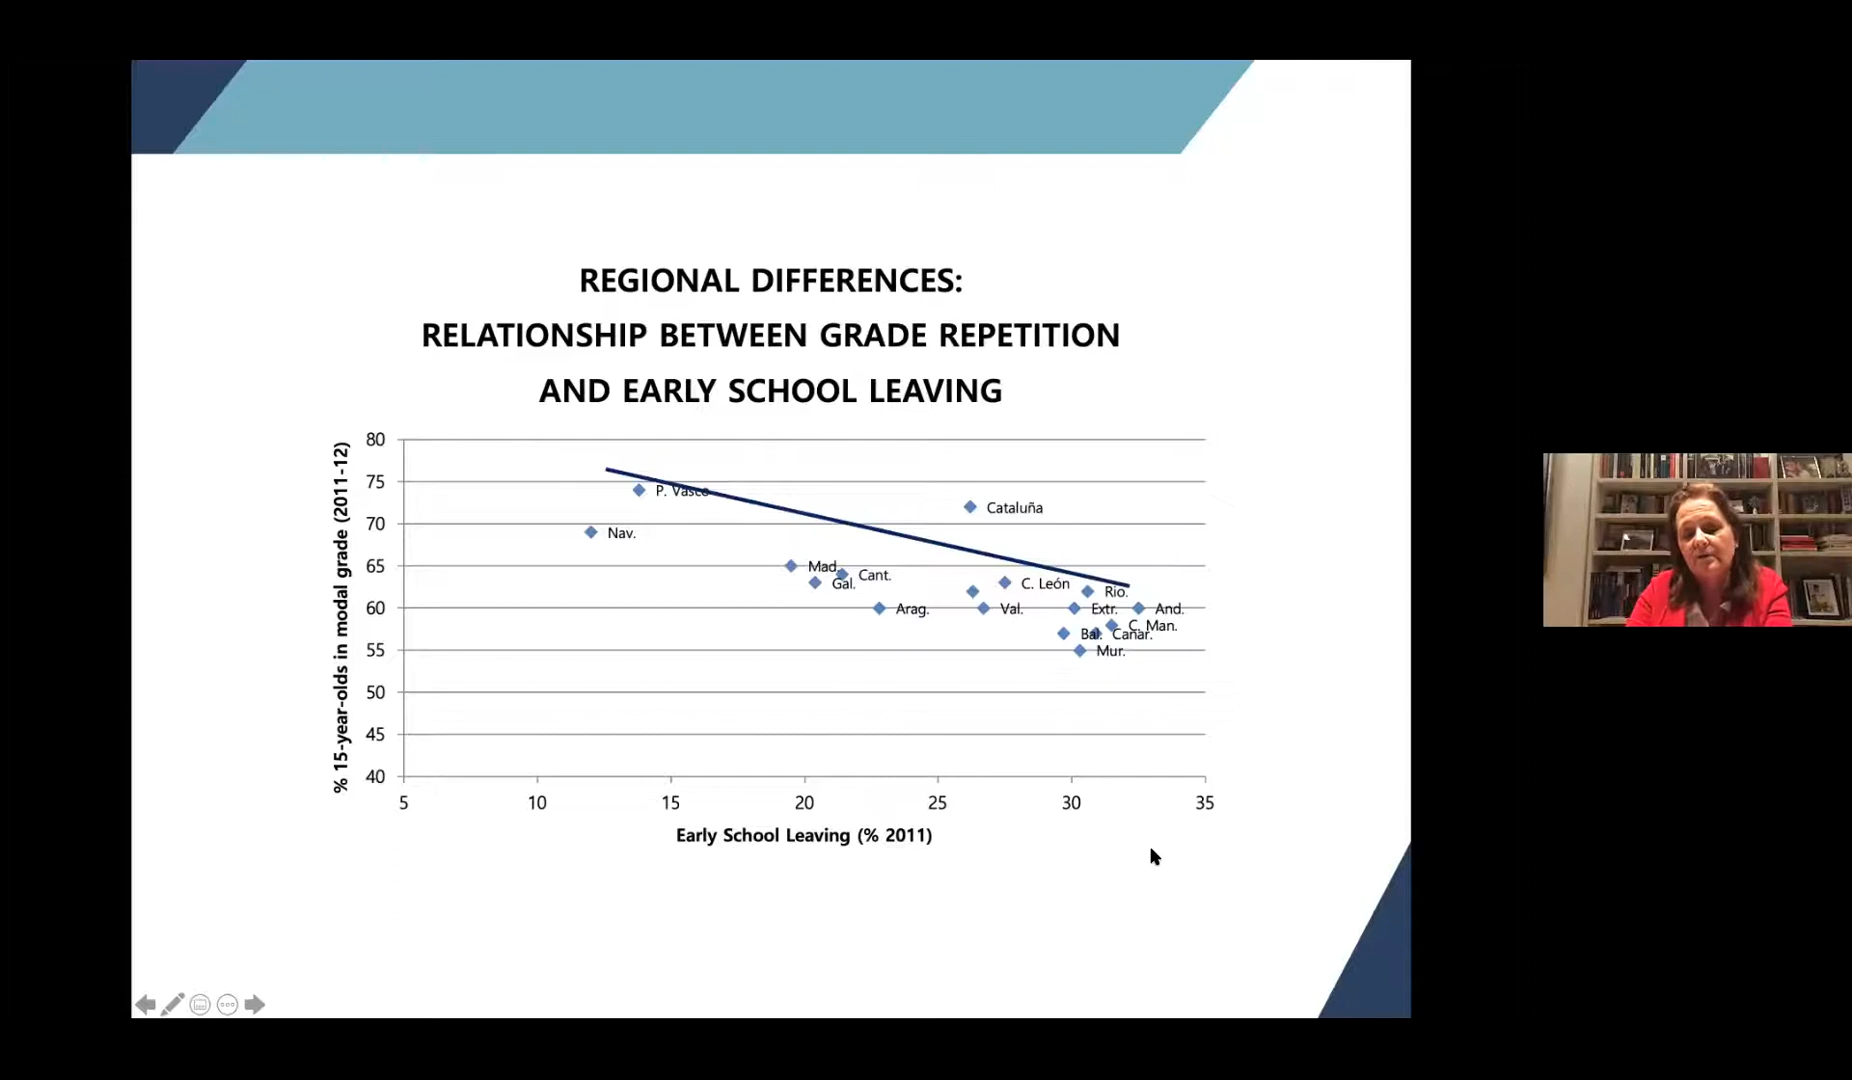 REGIONAL DIFFERENCES:
RELATIONSHIP BETWEEN GRADE REPETITION
AND EARLY SCHOOL LEAVING
% 15-year-olds in modal grade (2011-12)
80
75
70
65
60
55
50
45
40
P. Vasco
Cataluña
Nav.
Mad.
Cant.
Gal.
C. León
Rio.
Arag.
Val.
Extr.
And.
C. Man.
Bal.
Canar.
Mur.
5 10 15 20 25 30 35
Early School Leaving (% 2011)